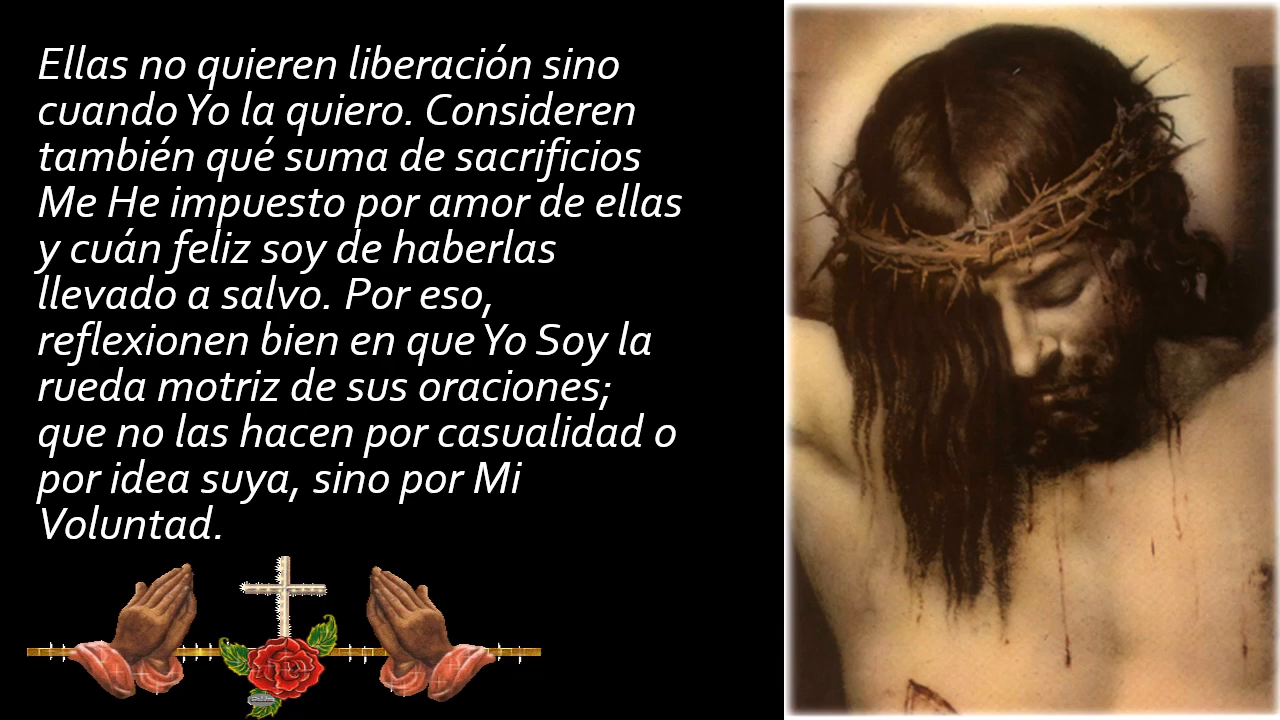 Ellas no quieren liberación sino
cuando Yo la quiero. Consideren
también qué suma de sacrificios
Me He impuesto por amor de ellas
y cuán feliz soy de haberlas
llevado a salvo. Por eso,
reflexionen bien en que Yo Soy la
rueda motriz de sus oraciones;
que no las hacen por casualidad o
por idea suya, sino por Mi
Voluntad.